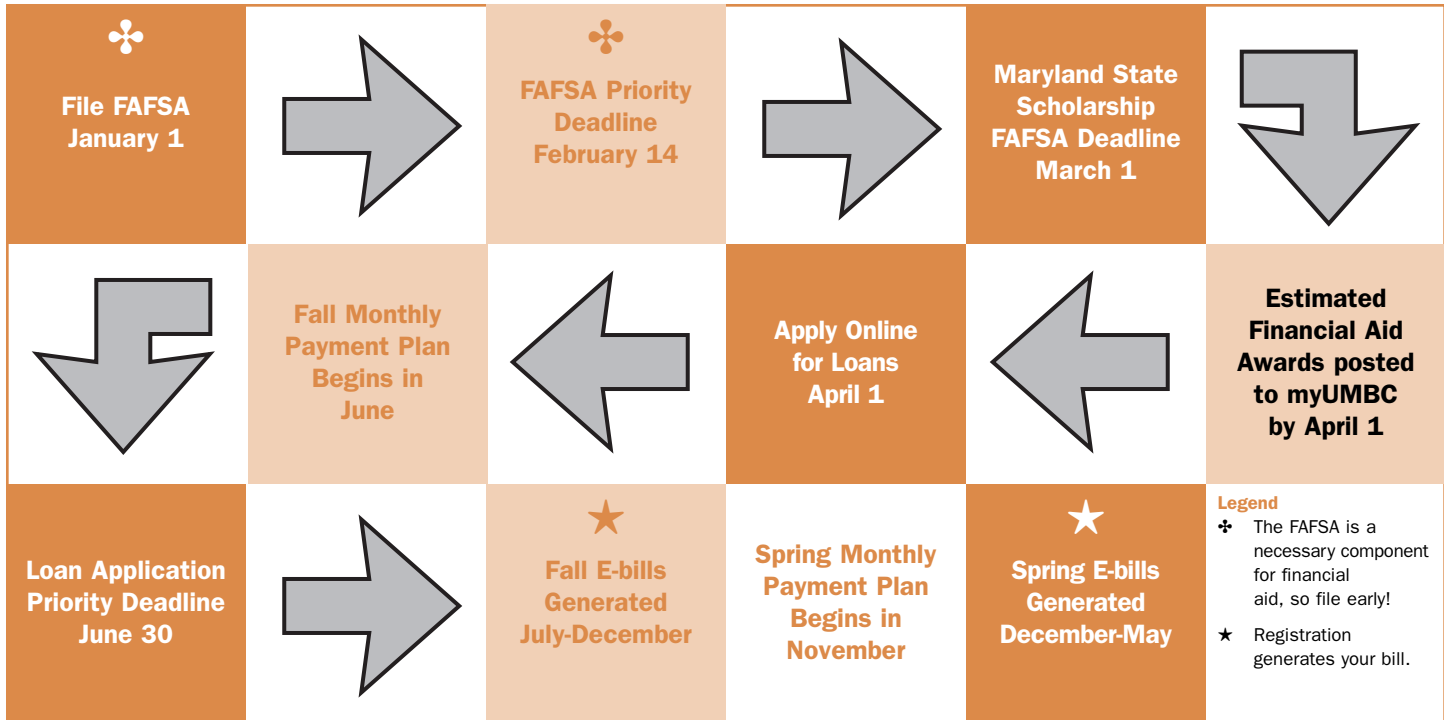 ✣
File FAFSA
January 1
✣
FAFSA Priority
Deadline
February 14
Maryland State
Scholarship
FAFSA Deadline
March 1
Estimated
Financial Aid
Awards posted
to myUMBC
by April 1
Apply Online
for Loans
April 1
Fall Monthly
Payment Plan
Begins in
June
Loan Application
Priority Deadline
June 30
★
Fall E-bills
Generated
July-December
Spring Monthly
Payment Plan
Begins in
November
★
Spring E-bills
Generated
December-May
Legend
✣ The FAFSA is a
necessary component
for financial
aid, so file early!
★ Registration
generates your bill.